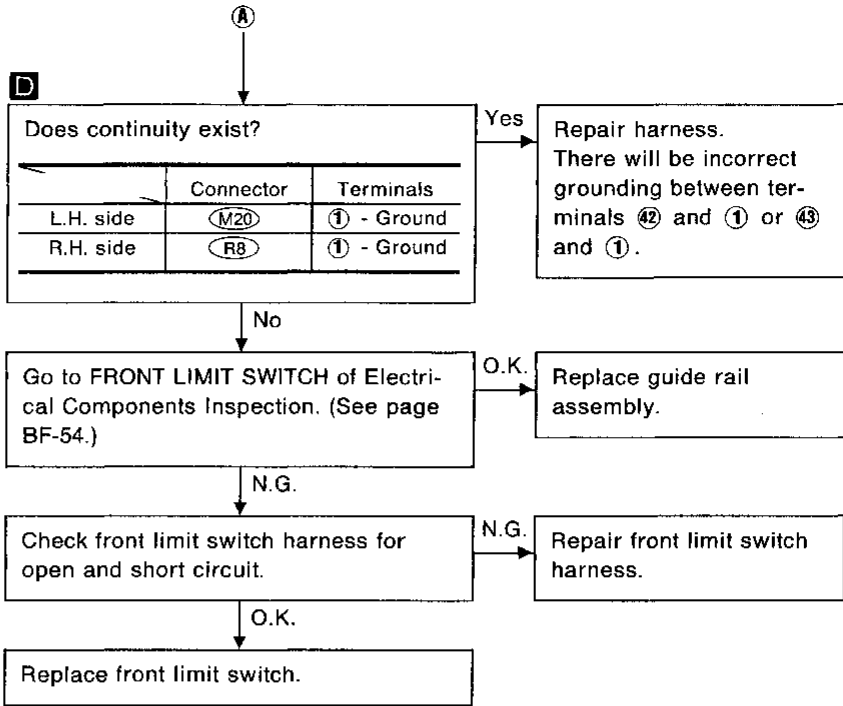 Ⓐ
D
Does continuity exist?
Yes
Connector Terminals
L.H. side M20 ① - Ground
R.H. side R8 ① - Ground
Repair harness.
There will be incorrect
grounding between ter-
minals ㊷ and ① or ㊸
and ①.
No
Go to FRONT LIMIT SWITCH of Electri-
cal Components Inspection. (See page
BF-54.)
O.K.
Replace guide rail
assembly.
N.G.
Check front limit switch harness for
open and short circuit.
N.G.
Repair front limit switch
harness.
O.K.
Replace front limit switch.